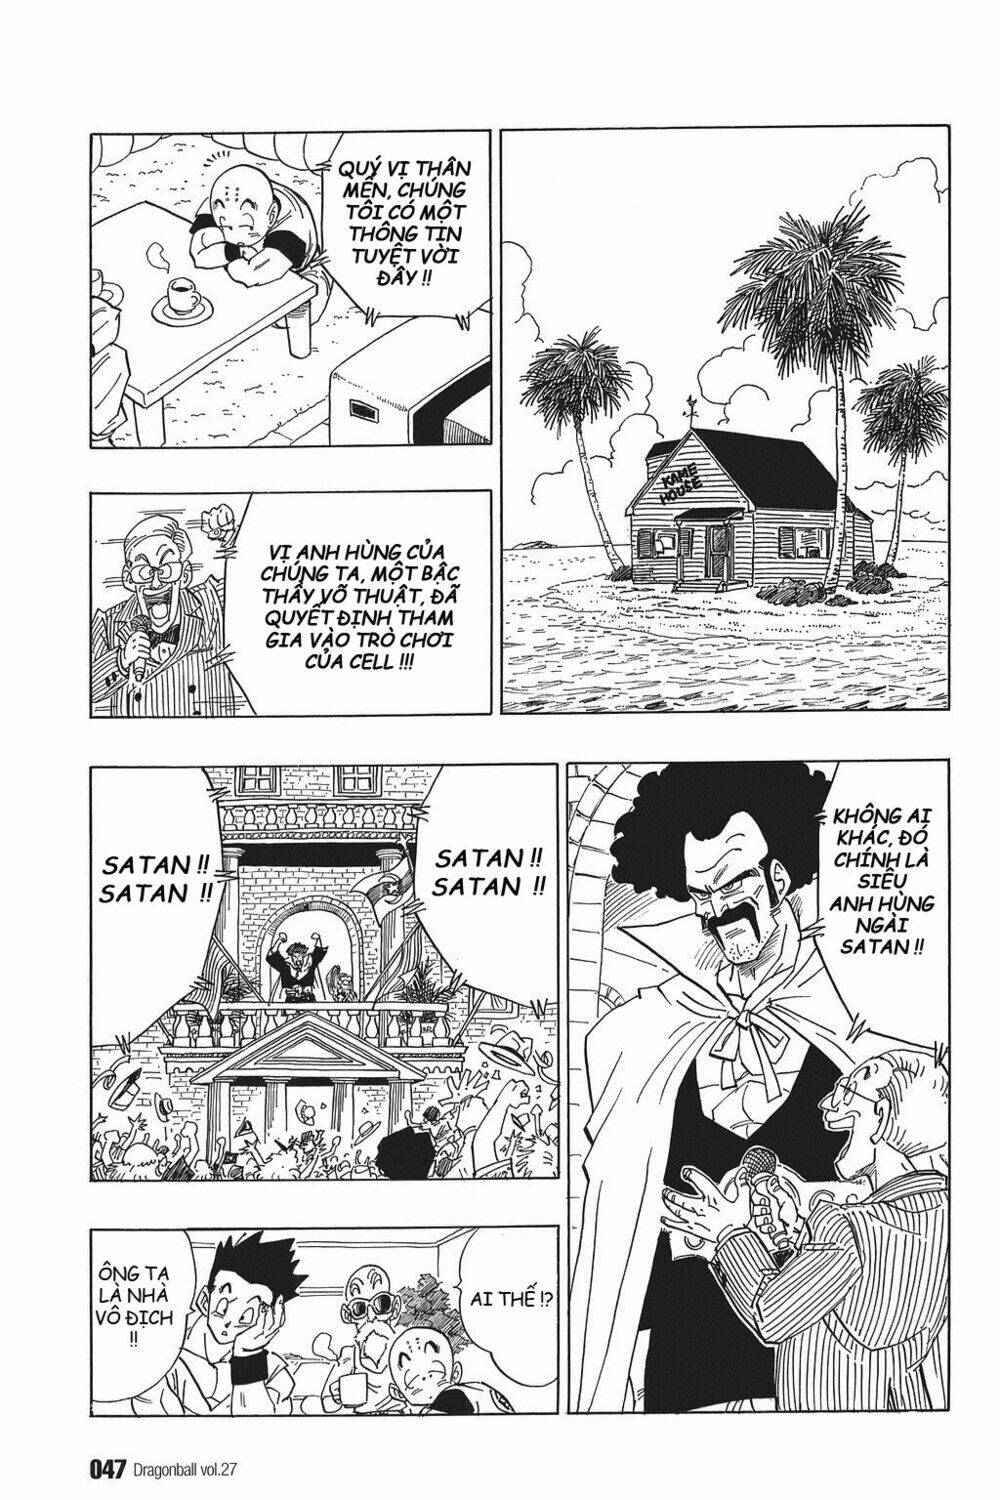 KAME
HOUSE
QUÝ VỊ THÂN
MẾN, CHÚNG
TÔI CÓ MỘT
THÔNG TIN
TUYỆT VỜI
ĐÂY !!
VỊ ANH HÙNG CỦA
CHÚNG TA, MỘT BẬC
THẦY VÕ THUẬT, ĐÃ
QUYẾT ĐỊNH THAM
GIA VÀO TRÒ CHƠI
CỦA CELL !!!
KHÔNG AI
KHÁC, ĐÓ
CHÍNH LÀ
SIÊU
ANH HÙNG
NGÀI
SATAN !!
SATAN !!
SATAN !!
SATAN !!
SATAN !!
AI THẾ !?
ÔNG TA
LÀ NHÀ
VÔ ĐỊCH
!!
047 Dragonball vol.27